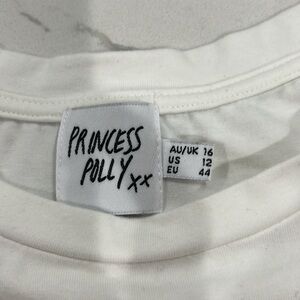 PRINCESS
POLLY xx
AU/UK 16
US 12
EU 44